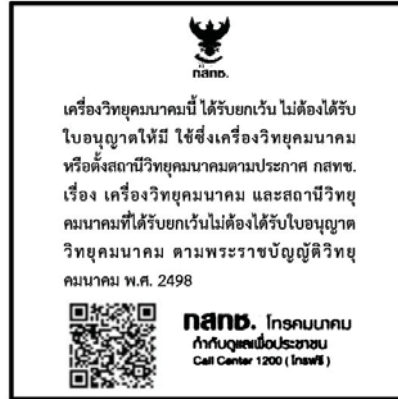 กสทช.
เครื่องวิทยุคมนาคมนี้ ได้รับยกเว้น ไม่ต้องได้รับ
ใบอนุญาตให้มี ใช้ซึ่งเครื่องวิทยุคมนาคม
หรือตั้งสถานีวิทยุคมนาคมตามประกาศ กสทช.
เรื่อง เครื่องวิทยุคมนาคม และสถานีวิทยุ
คมนาคมที่ได้รับยกเว้นไม่ต้องได้รับใบอนุญาต
วิทยุคมนาคม ตามพระราชบัญญัติวิทยุ
คมนาคม พ.ศ. 2498
กสทช. โทรคมนาคม
กำกับดูแลเพื่อประชาชน
Call Center 1200 ( โทรฟรี )